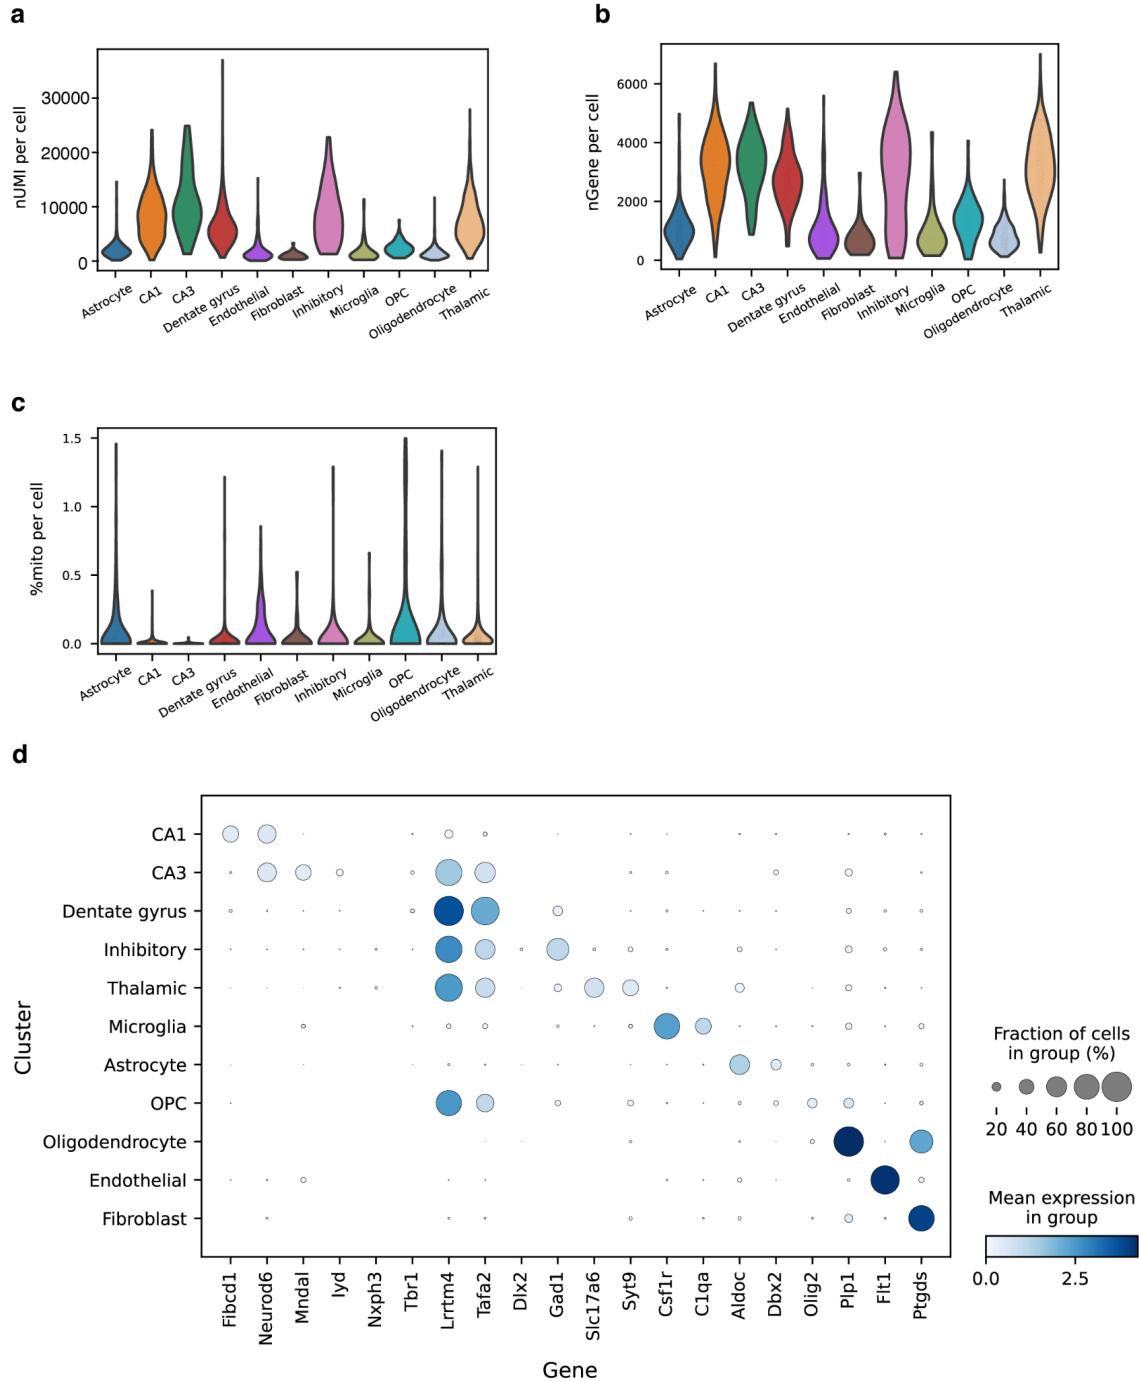 a
nUMI per cell
30000
20000
10000
0
Astrocyte
CA1
CA3
Dentate gyrus
Endothelial
Fibroblast
Inhibitory
Microglia
OPC
Oligodendrocyte
Thalamic
b
nGene per cell
6000
4000
2000
0
Astrocyte
CA1
CA3
Dentate gyrus
Endothelial
Fibroblast
Inhibitory
Microglia
OPC
Oligodendrocyte
Thalamic
c
%mito per cell
1.5
1.0
0.5
0.0
Astrocyte
CA1
CA3
Dentate gyrus
Endothelial
Fibroblast
Inhibitory
Microglia
OPC
Oligodendrocyte
Thalamic
d
Cluster
CA1
CA3
Dentate gyrus
Inhibitory
Thalamic
Microglia
Astrocyte
OPC
Oligodendrocyte
Endothelial
Fibroblast
Fibcd1
Neurod6
Mndal
Iyd
Nxph3
Tbr1
Lrrtm4
Tafa2
Dlx2
Gad1
Slc17a6
Syt9
Csf1r
C1qa
Aldoc
Dbx2
Olig2
Plp1
Flt1
Ptgds
Gene
Fraction of cells
in group (%)
20 40 60 80 100
Mean expression
in group
0.0 2.5